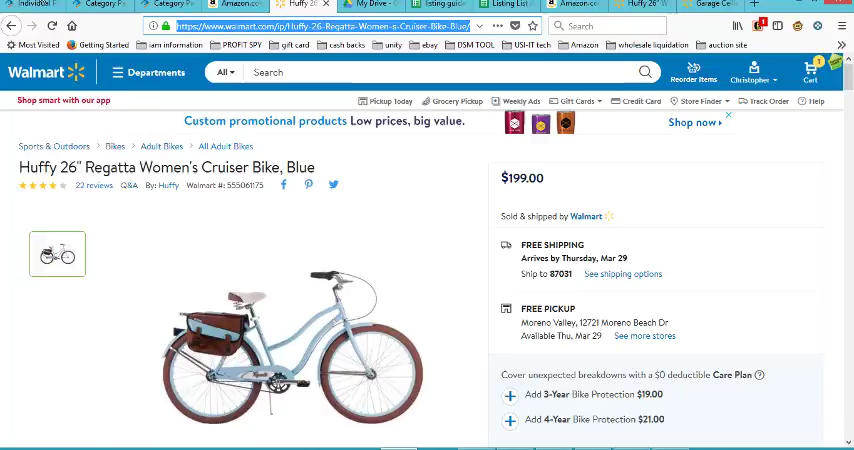 Individual
Category Pa
Category Pa
Amazon.co
Huffy 26"
My Drive - G
listing guide
Listing List
Amazon.co
Huffy 26" W
Garage Cell
https://www.walmart.com/ip/Huffy-26-Regatta-Women-s-Cruiser-Bike-Blue/
Search
Most Visited
Getting Started
iam information
PROFIT SPY
gift card
cash backs
unity
ebay
DSM TOOL
USI-IT tech
Amazon
wholesale liquidation
auction site
Walmart
Departments
All
Search
Reorder Items
Christopher
1
Cart
Shop smart with our app
Pickup Today
Grocery Pickup
Weekly Ads
Gift Cards
Credit Card
Store Finder
Track Order
Help
Custom promotional products Low prices, big value.
Shop now
Sports & Outdoors > Bikes > Adult Bikes > All Adult Bikes
Huffy 26" Regatta Women's Cruiser Bike, Blue
22 reviews Q&A By: Huffy Walmart #: 555061175
$199.00
Sold & shipped by Walmart
FREE SHIPPING
Arrives by Thursday, Mar 29
Ship to 87031 See shipping options
FREE PICKUP
Moreno Valley, 12721 Moreno Beach Dr
Available Thu, Mar 29 See more stores
Cover unexpected breakdowns with a $0 deductible Care Plan
Add 3-Year Bike Protection $19.00
Add 4-Year Bike Protection $21.00